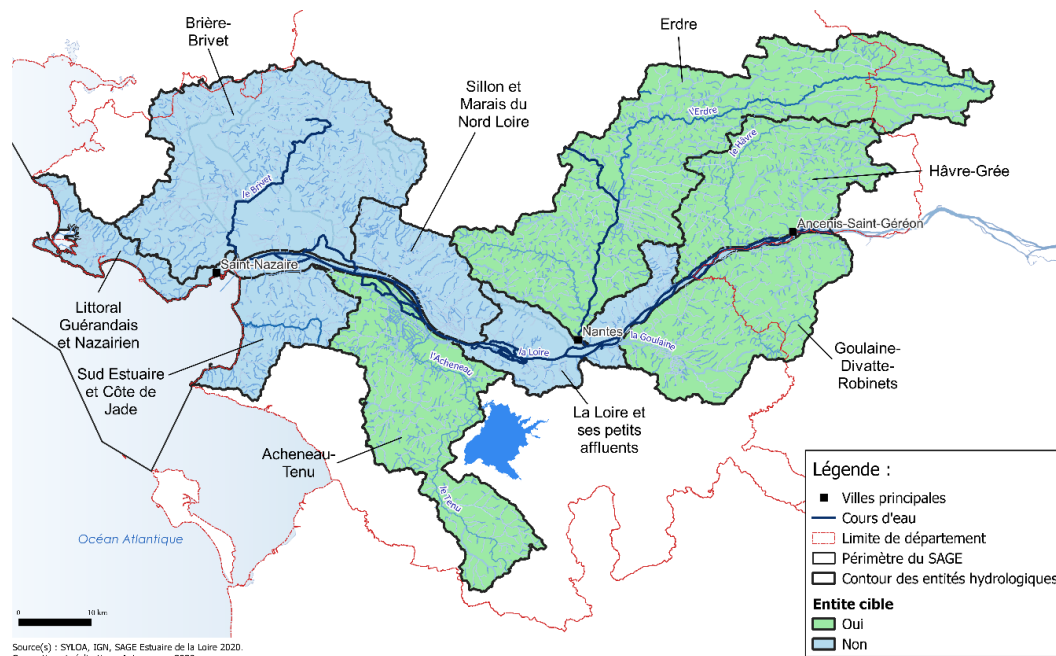 Brière-
Brivet
Erdre
Sillon et
Marais du
Nord Loire
l'Erdre
le Hâvre
Hâvre-Grée
le Brivet
Ancenis-Saint-Géréon
Saint-Nazaire
Littoral
Guérandais
et Nazairien
Nantes
la Goulaine
la Loire
l'Acheneau
Sud Estuaire
et Côte de
Jade
Goulaine-
Divatte-
Robinets
La Loire et
ses petits
affluents
Acheneau-
Tenu
le Tenu
Océan Atlantique
0 10 km
Légende :
Villes principales
Cours d'eau
Limite de département
Périmètre du SAGE
Contour des entités hydrologiques
Entite cible
Oui
Non
Source(s) : SYLOA, IGN, SAGE Estuaire de la Loire 2020.